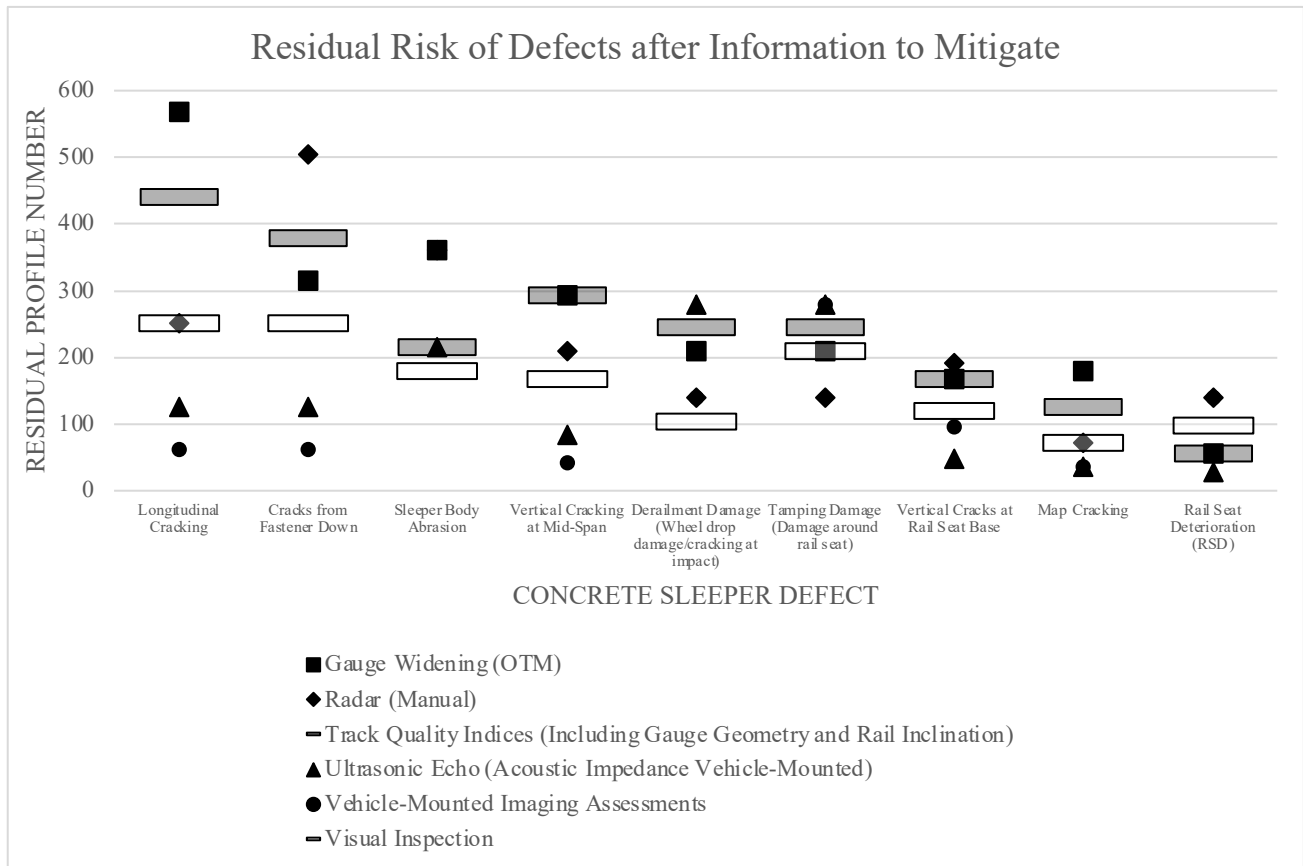 Residual Risk of Defects after Information to Mitigate
600
500
400
300
200
100
0
RESIDUAL PROFILE NUMBER
Longitudinal
Cracking
Cracks from
Fastener Down
Sleeper Body
Abrasion
Vertical Cracking
at Mid-Span
Derailment Damage
(Wheel drop
damage/cracking at
impact)
Tamping Damage
(Damage around
rail seat)
Vertical Cracks at
Rail Seat Base
Map Cracking
Rail Seat
Deterioration
(RSD)
CONCRETE SLEEPER DEFECT
Gauge Widening (OTM)
Radar (Manual)
Track Quality Indices (Including Gauge Geometry and Rail Inclination)
Ultrasonic Echo (Acoustic Impedance Vehicle-Mounted)
Vehicle-Mounted Imaging Assessments
Visual Inspection